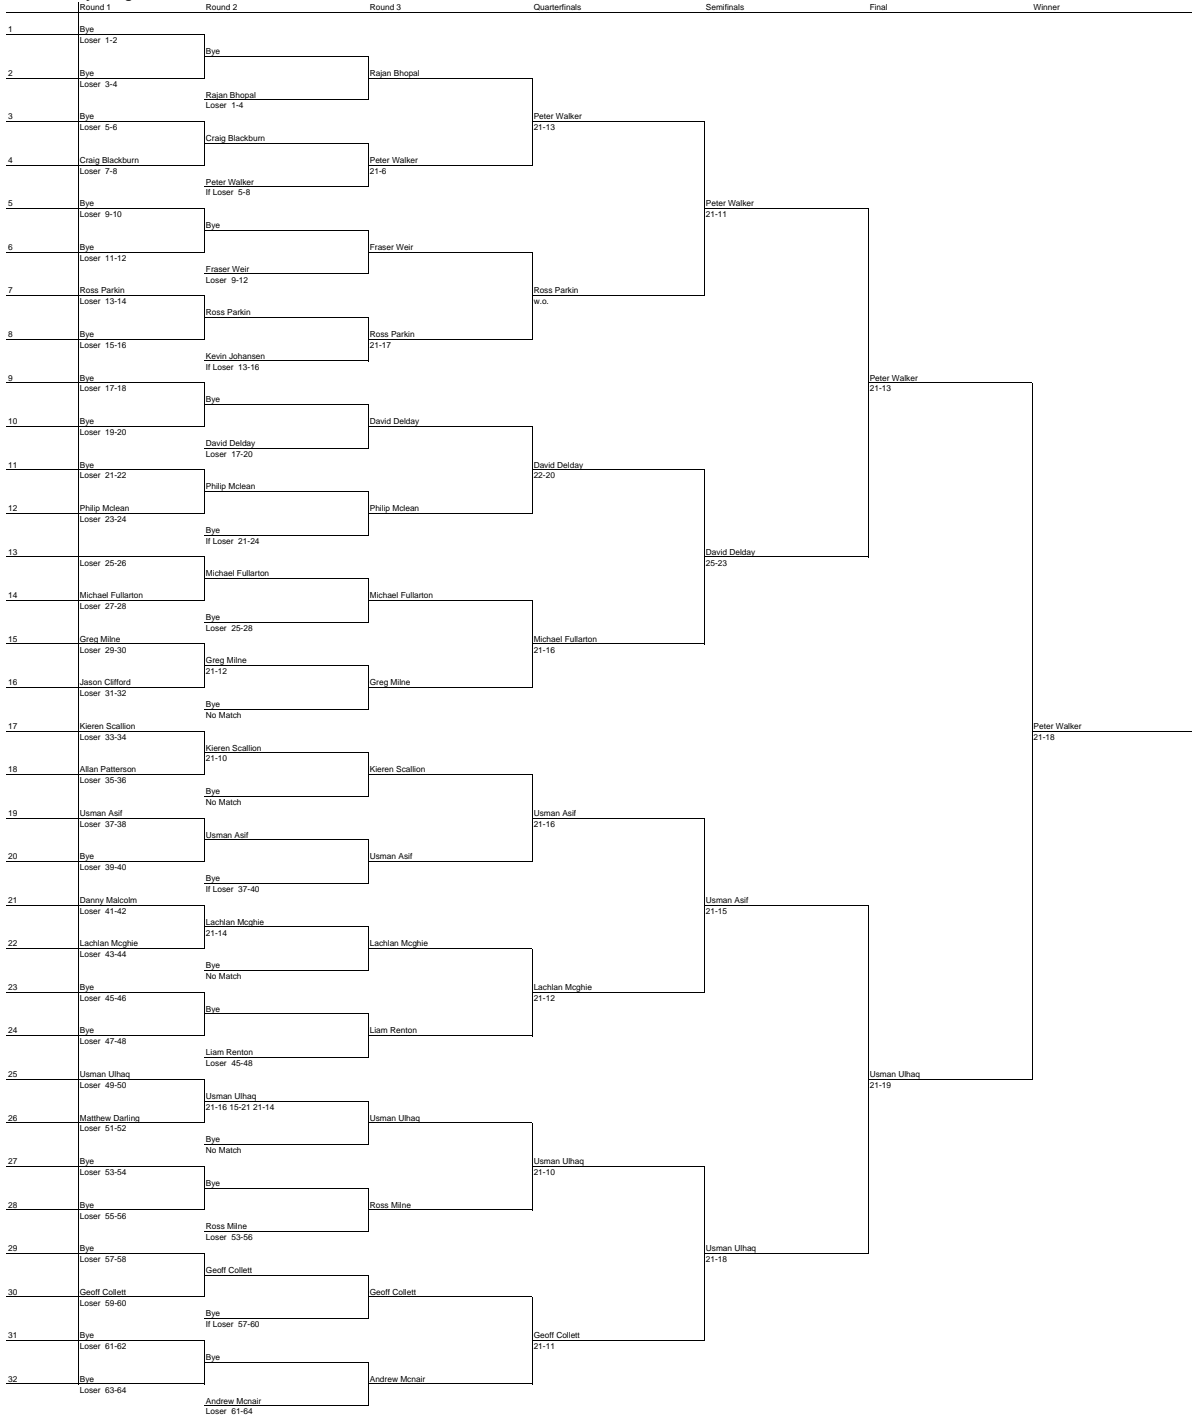 Round 1
Round 2
Round 3
Quarterfinals
Semifinals
Final
Winner
1
Bye
Loser 1-2
Bye
2
Bye
Rajan Bhopal
Loser 3-4
Rajan Bhopal
Loser 1-4
3
Bye
Peter Walker
Loser 5-6
21-13
Craig Blackburn
4
Craig Blackburn
Peter Walker
Loser 7-8
21-6
Peter Walker
If Loser 5-8
5
Bye
Peter Walker
Loser 9-10
21-11
Bye
6
Bye
Fraser Weir
Loser 11-12
Fraser Weir
Loser 9-12
7
Ross Parkin
Ross Parkin
Loser 13-14
w.o.
Ross Parkin
8
Bye
Ross Parkin
Loser 15-16
21-17
Kevin Johansen
If Loser 13-16
9
Bye
Peter Walker
Loser 17-18
21-13
Bye
10
Bye
David Delday
Loser 19-20
David Delday
Loser 17-20
11
Bye
David Delday
Loser 21-22
22-20
Philip Mclean
12
Philip Mclean
Philip Mclean
Loser 23-24
Bye
If Loser 21-24
13
David Delday
Loser 25-26
25-23
Michael Fullarton
14
Michael Fullarton
Michael Fullarton
Loser 27-28
Bye
Loser 25-28
15
Greg Milne
Michael Fullarton
Loser 29-30
21-16
Greg Milne
21-12
16
Jason Clifford
Greg Milne
Loser 31-32
Bye
No Match
17
Kieren Scallion
Peter Walker
Loser 33-34
21-18
Kieren Scallion
21-10
18
Allan Patterson
Kieren Scallion
Loser 35-36
Bye
No Match
19
Usman Asif
Usman Asif
Loser 37-38
21-16
Usman Asif
20
Bye
Usman Asif
Loser 39-40
Bye
If Loser 37-40
21
Danny Malcolm
Usman Asif
Loser 41-42
21-15
Lachlan Mcghie
21-14
22
Lachlan Mcghie
Lachlan Mcghie
Loser 43-44
Bye
No Match
23
Bye
Lachlan Mcghie
Loser 45-46
21-12
Bye
24
Bye
Liam Renton
Loser 47-48
Liam Renton
Loser 45-48
25
Usman Ulhaq
Usman Ulhaq
Loser 49-50
21-19
Usman Ulhaq
21-16 15-21 21-14
26
Matthew Darling
Usman Ulhaq
Loser 51-52
Bye
No Match
27
Bye
Usman Ulhaq
Loser 53-54
21-10
Bye
28
Bye
Ross Milne
Loser 55-56
Ross Milne
Loser 53-56
29
Bye
Usman Ulhaq
Loser 57-58
21-18
Geoff Collett
30
Geoff Collett
Geoff Collett
Loser 59-60
Bye
If Loser 57-60
31
Bye
Geoff Collett
Loser 61-62
21-11
Bye
32
Bye
Andrew Mcnair
Loser 63-64
Andrew Mcnair
Loser 61-64